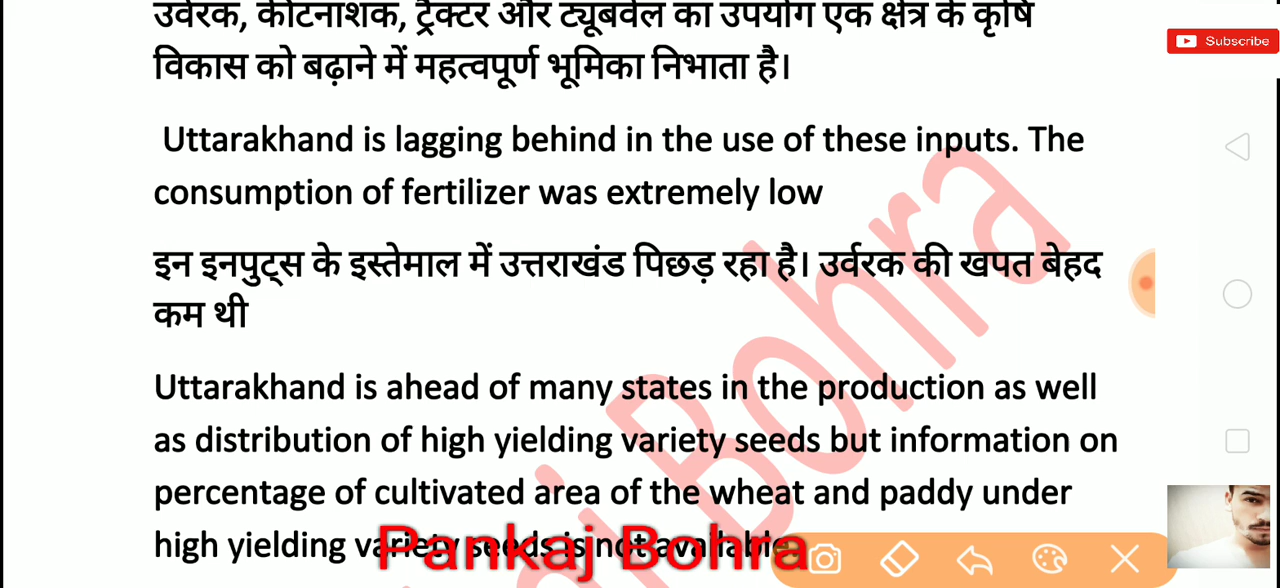 उर्वरक, कीटनाशक, ट्रैक्टर और ट्यूबवेल का उपयोग एक क्षेत्र के कृषि
विकास को बढ़ाने में महत्वपूर्ण भूमिका निभाता है।
Subscribe
Uttarakhand is lagging behind in the use of these inputs. The
consumption of fertilizer was extremely low
इन इनपुट्स के इस्तेमाल में उत्तराखंड पिछड़ रहा है। उर्वरक की खपत बेहद
कम थी
Uttarakhand is ahead of many states in the production as well
as distribution of high yielding variety seeds but information on
percentage of cultivated area of the wheat and paddy under
high yielding variety seeds is not available
Pankaj Bohra
Bohra